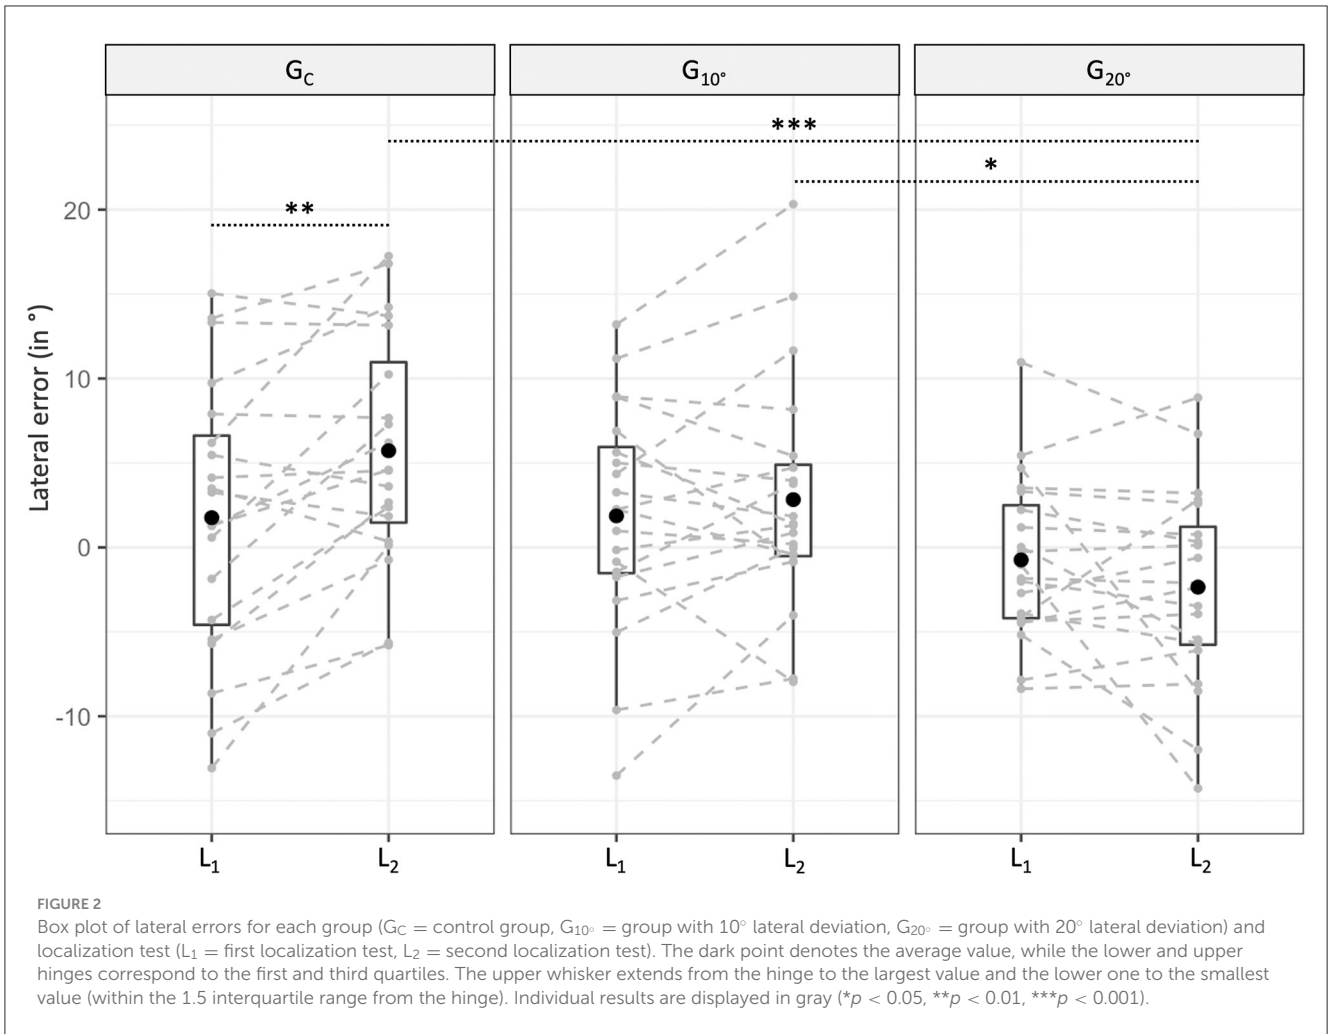 G_C G_10° G_20°
***
*
**
20
10
0
-10
Lateral error (in °)
L_1 L_2 L_1 L_2 L_1 L_2
FIGURE 2
Box plot of lateral errors for each group (G_C = control group, G_10° = group with 10° lateral deviation, G_20° = group with 20° lateral deviation) and
localization test (L_1 = first localization test, L_2 = second localization test). The dark point denotes the average value, while the lower and upper
hinges correspond to the first and third quartiles. The upper whisker extends from the hinge to the largest value and the lower one to the smallest
value (within the 1.5 interquartile range from the hinge). Individual results are displayed in gray (*p < 0.05, **p < 0.01, ***p < 0.001).